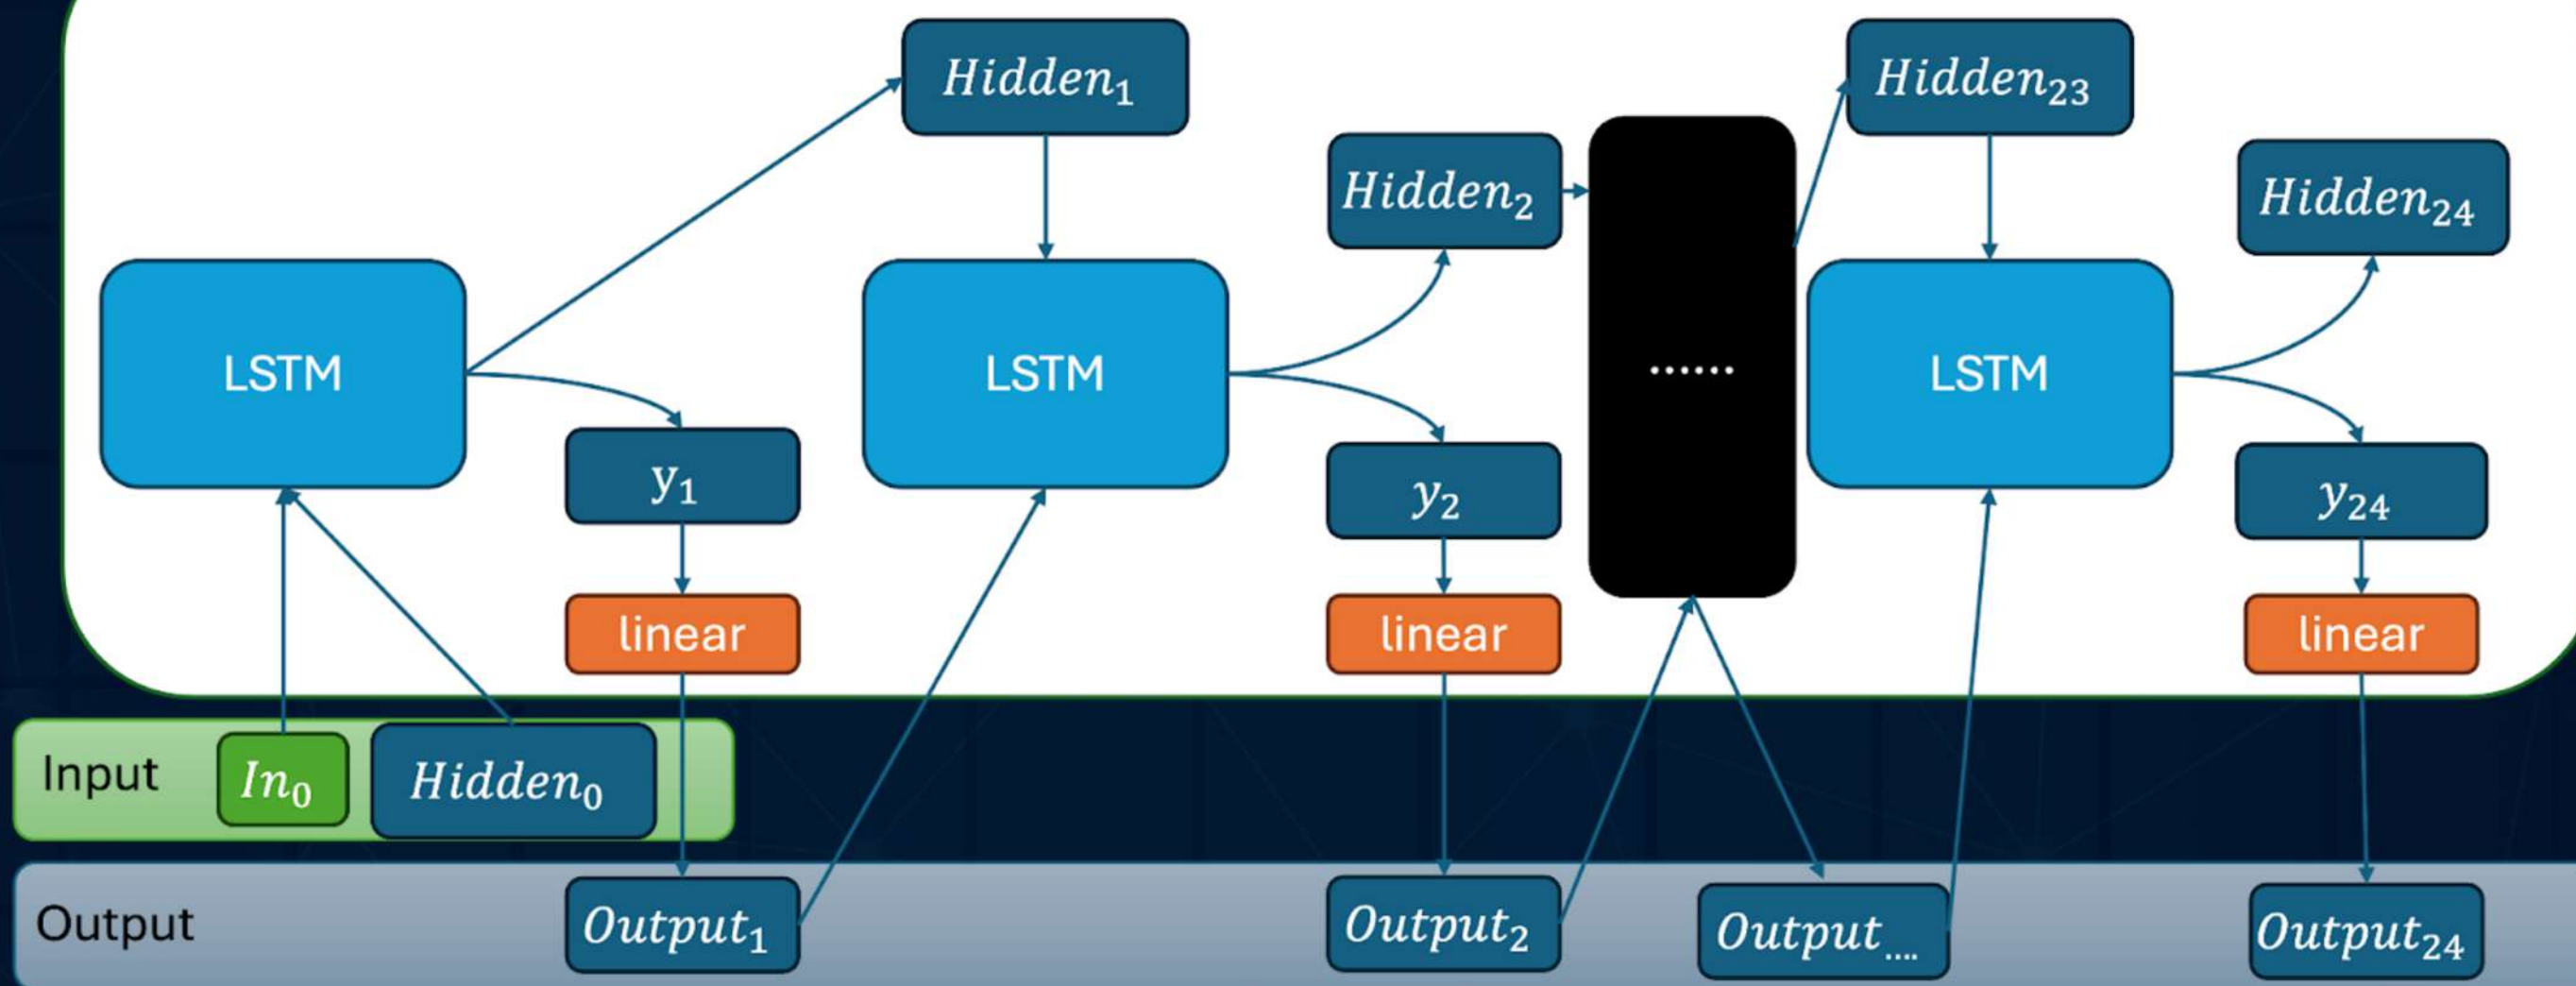 Hidden₁
Hidden₂₃
Hidden₂
Hidden₂₄
LSTM
LSTM
......
LSTM
y₁
y₂
y₂₄
linear
linear
linear
Input
In₀
Hidden₀
Output
Output₁
Output₂
Output....
Output₂₄